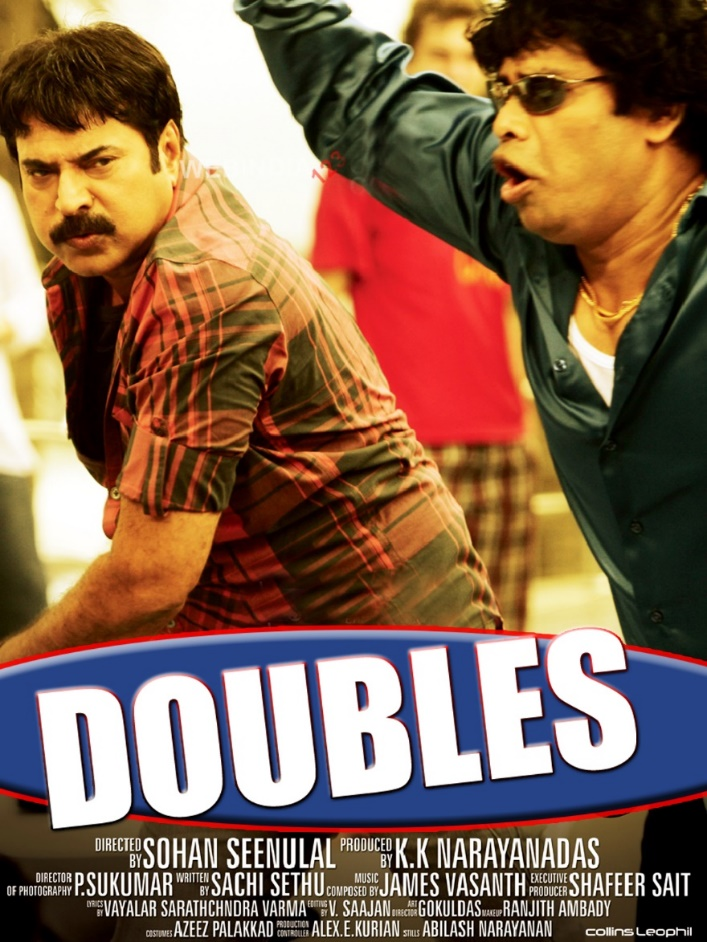 DOUBLES
DIRECTED BY SOHAN SEENULAL PRODUCED BY K.K NARAYANADAS
DIRECTOR OF PHOTOGRAPHY P.SUKUMAR WRITTEN BY SACHI SETHU MUSIC COMPOSED BY JAMES VASANTH EXECUTIVE PRODUCER SHAFEER SAIT
LYRICS BY VAYALAR SARATHCHNDRA VARMA EDITING BY V. SAAJAN ART DIRECTOR GOKULDAS MAKEUP RANJITH AMBADY
COSTUMES AZEEZ PALAKKAD PRODUCTION CONTROLLER ALEX.E.KURIAN STILLS ABILASH NARAYANAN
collins Leophil